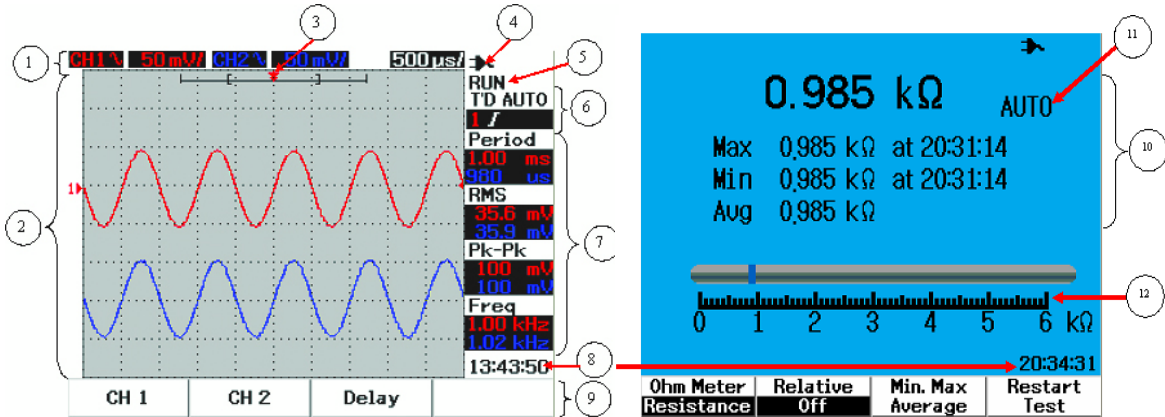 3
4
1
CH1 50 mV/ CH2 50 mV/ 500 µs/
5
RUN
T'D AUTO
6
1
Period
1.00 ms
980 us
1
RMS
35.6 mV
35.9 mV
2
7
Pk-Pk
100 mV
100 mV
Freq
1.00 kHz
1.02 kHz
13:43:50
8
CH 1 CH 2 Delay
9
11
0.985 kΩ
AUTO
10
Max 0.985 kΩ at 20:31:14
Min 0.985 kΩ at 20:31:14
Avg 0.985 kΩ
12
0 1 2 3 4 5 6 kΩ
20:34:31
Ohm Meter Relative Min. Max Restart
Resistance Off Average Test